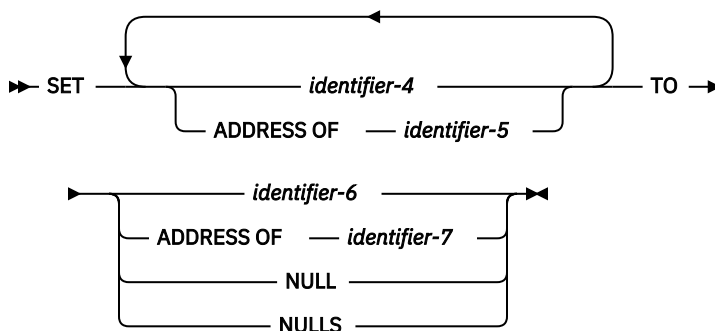 SET identifier-4 TO
ADDRESS OF identifier-5
identifier-6
ADDRESS OF identifier-7
NULL
NULLS